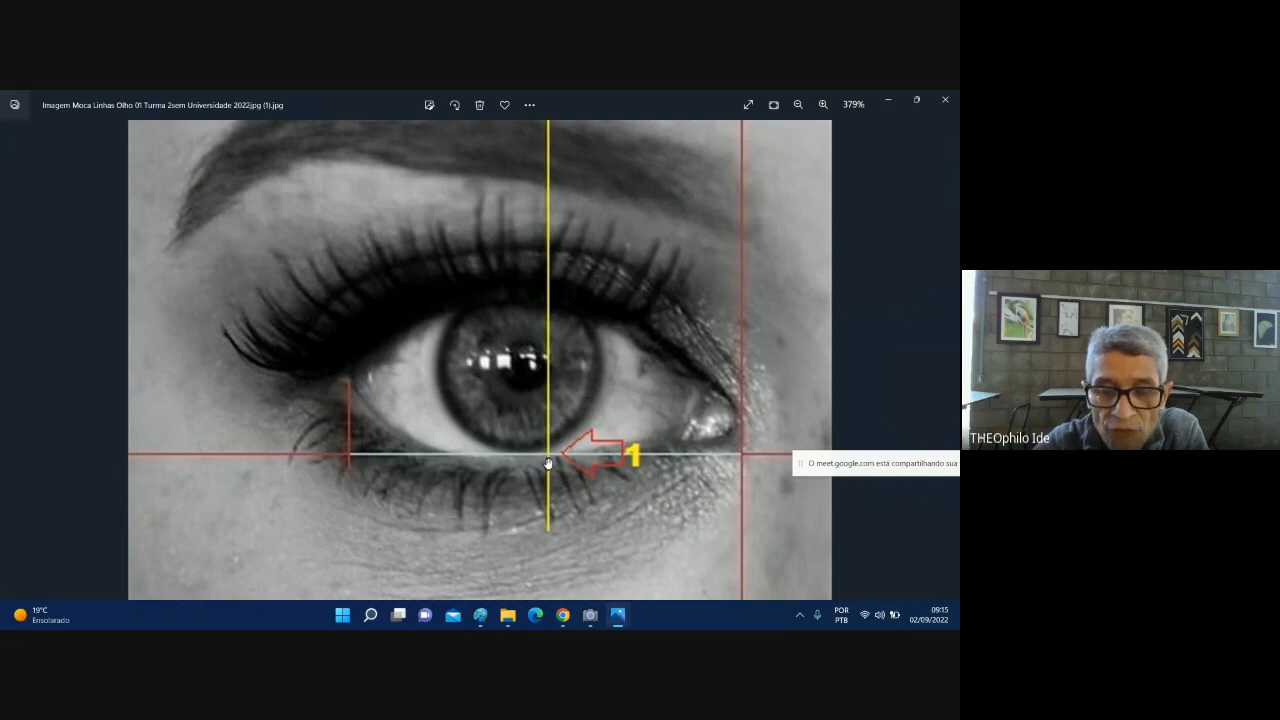 Imagem Moca Linhas Olho 01 Turma 2sem Universidade 2022jpg (1).jpg
379%
1
THEOphilo Ide
O meet.google.com está compartilhando sua
19°C
Ensolarado
POR
PTB
09:15
02/09/2022